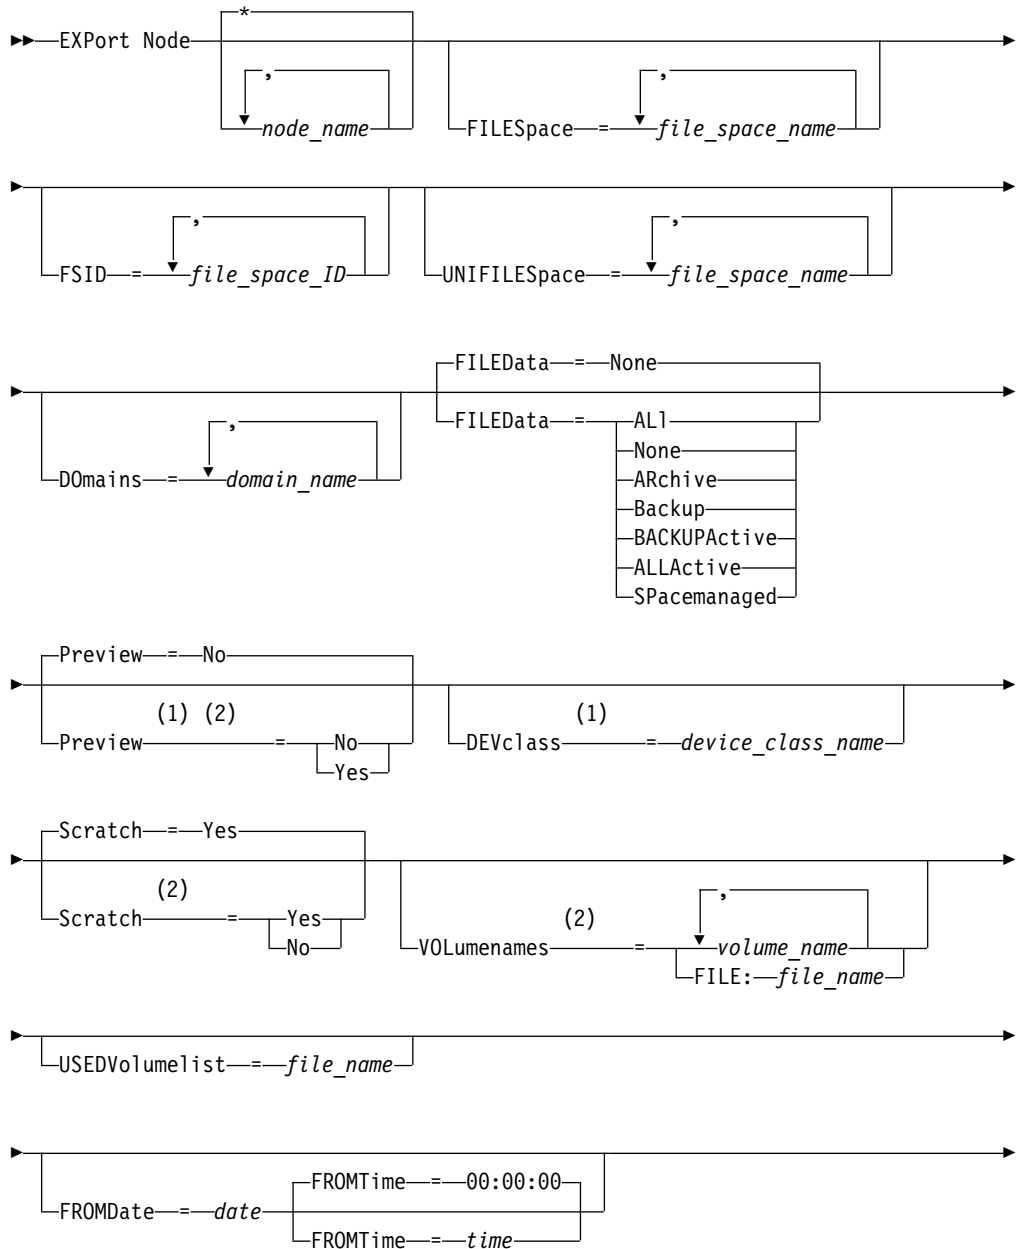 *
EXPort Node
,
node_name
,
FILESpace = file_space_name
,
FSID = file_space_ID
,
UNIFILESpace = file_space_name
,
DOmains = domain_name
FILEData = None
FILEData = ALl
None
ARchive
Backup
BACKUPActive
ALLActive
SPacemanaged
Preview = No
(1) (2)
Preview = No
Yes
(1)
DEVclass = device_class_name
Scratch = Yes
(2)
Scratch = Yes
No
,
(2)
VOLumenames = volume_name
FILE: file_name
USEDVolumelist = file_name
FROMDate = date
FROMTime = 00:00:00
FROMTime = time